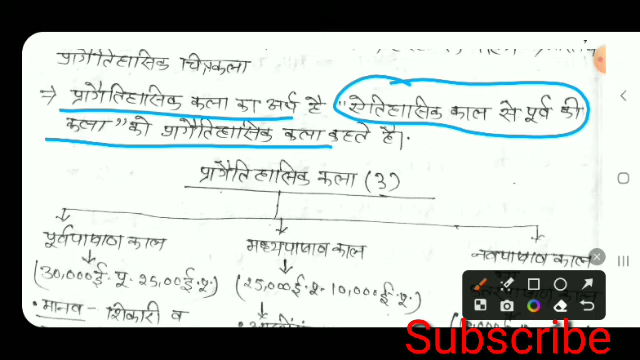 प्रागैतिहासिक चित्रकला
⇒ प्रागैतिहासिक कला का अर्थ है "ऐतिहासिक काल से पूर्व की
कला" को प्रागैतिहासिक कला कहते हैं।
प्रागैतिहासिक कला (3)
पूर्वपाषाण काल मध्यपाषाण काल नवपाषाण काल
(30,000ई.पू. 25,000ई.पू.) (25,000ई.पू. 10,000ई.पू.)
• मानव - शिकारी व
Subscribe